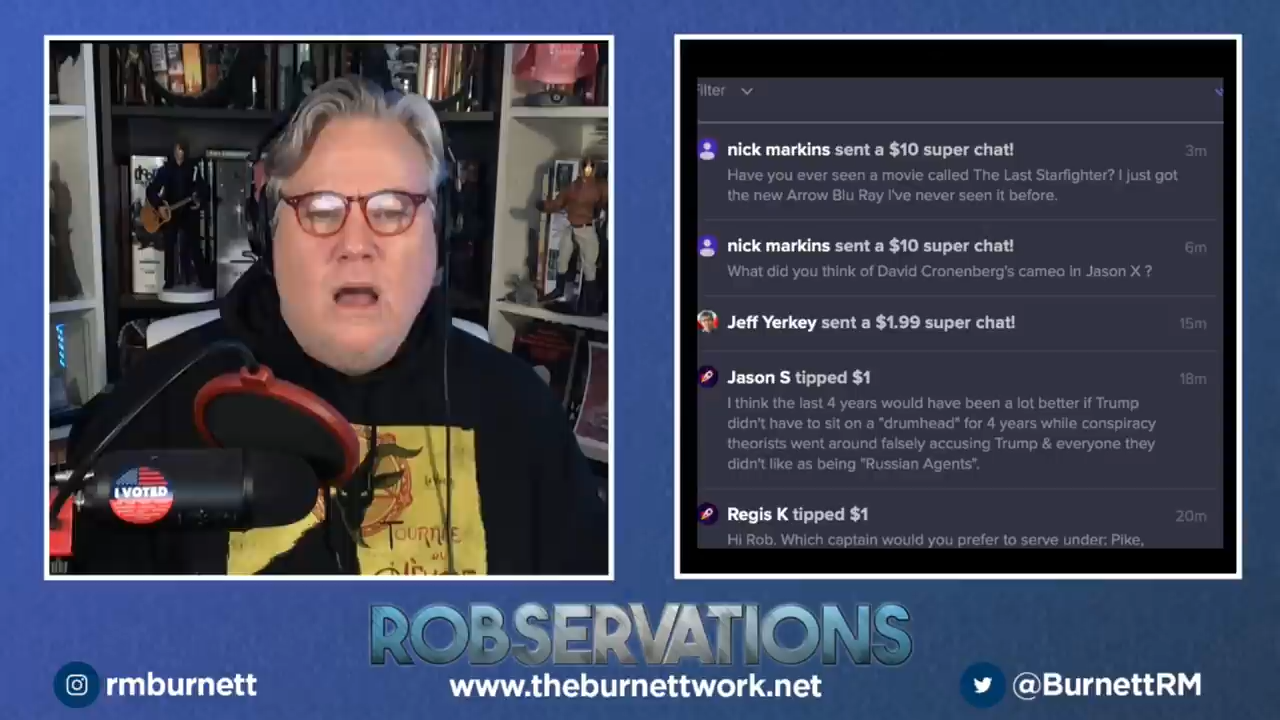 I VOTED
TOURNÉE
DU
Filter
nick markins sent a $10 super chat!
3m
Have you ever seen a movie called The Last Starfighter? I just got
the new Arrow Blu Ray I've never seen it before.
nick markins sent a $10 super chat!
6m
What did you think of David Cronenberg's cameo in Jason X ?
Jeff Yerkey sent a $1.99 super chat!
15m
Jason S tipped $1
18m
I think the last 4 years would have been a lot better if Trump
didn't have to sit on a "drumhead" for 4 years while conspiracy
theorists went around falsely accusing Trump & everyone they
didn't like as being "Russian Agents".
Regis K tipped $1
20m
Hi Rob. Which captain would you prefer to serve under: Pike,
ROBSERVATIONS
rmburnett
www.theburnettwork.net
@BurnettRM